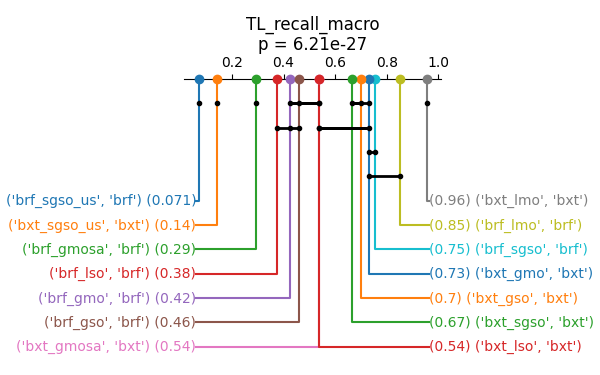 TL_recall_macro
p = 6.21e-27
0.2 0.4 0.6 0.8 1.0
('brf_sgso_us', 'brf') (0.071)
(0.96) ('bxt_lmo', 'bxt')
('bxt_sgso_us', 'bxt') (0.14)
(0.85) ('brf_lmo', 'brf')
('brf_gmosa', 'brf') (0.29)
(0.75) ('brf_sgso', 'brf')
('brf_lso', 'brf') (0.38)
(0.73) ('bxt_gmo', 'bxt')
('brf_gmo', 'brf') (0.42)
(0.7) ('bxt_gso', 'bxt')
('brf_gso', 'brf') (0.46)
(0.67) ('bxt_sgso', 'bxt')
('bxt_gmosa', 'bxt') (0.54)
(0.54) ('bxt_lso', 'bxt')